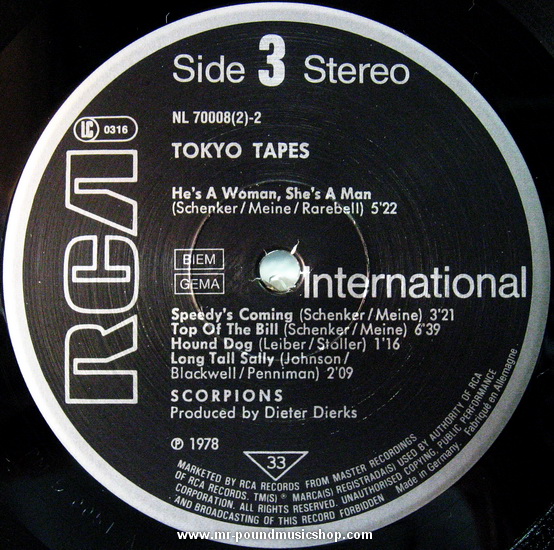 Side 3 Stereo
NL 70008(2)-2
LC 0316
TOKYO TAPES
RCA
He's A Woman, She's A Man
(Schenker/Meine/Rarebell) 5'22
BIEM
GEMA
International
Speedy's Coming (Schenker/Meine) 3'21
Top Of The Bill (Schenker/Meine) 6'39
Hound Dog (Leiber/Stoller) 1'16
Long Tall Sally (Johnson/
Blackwell/Penniman) 2'09
SCORPIONS
Produced by Dieter Dierks
℗ 1978
33
MARKETED BY RCA RECORDS FROM MASTER RECORDINGS
OF RCA RECORDS. TM(S) ® MARCA(S) REGISTRADA(S) USED BY AUTHORITY OF RCA
CORPORATION. ALL RIGHTS RESERVED. UNAUTHORISED COPYING, PUBLIC PERFORMANCE
AND BROADCASTING OF THIS RECORD FORBIDDEN
Made in Germany. Fabriqué en Allemagne
www.mr-poundmusicshop.com